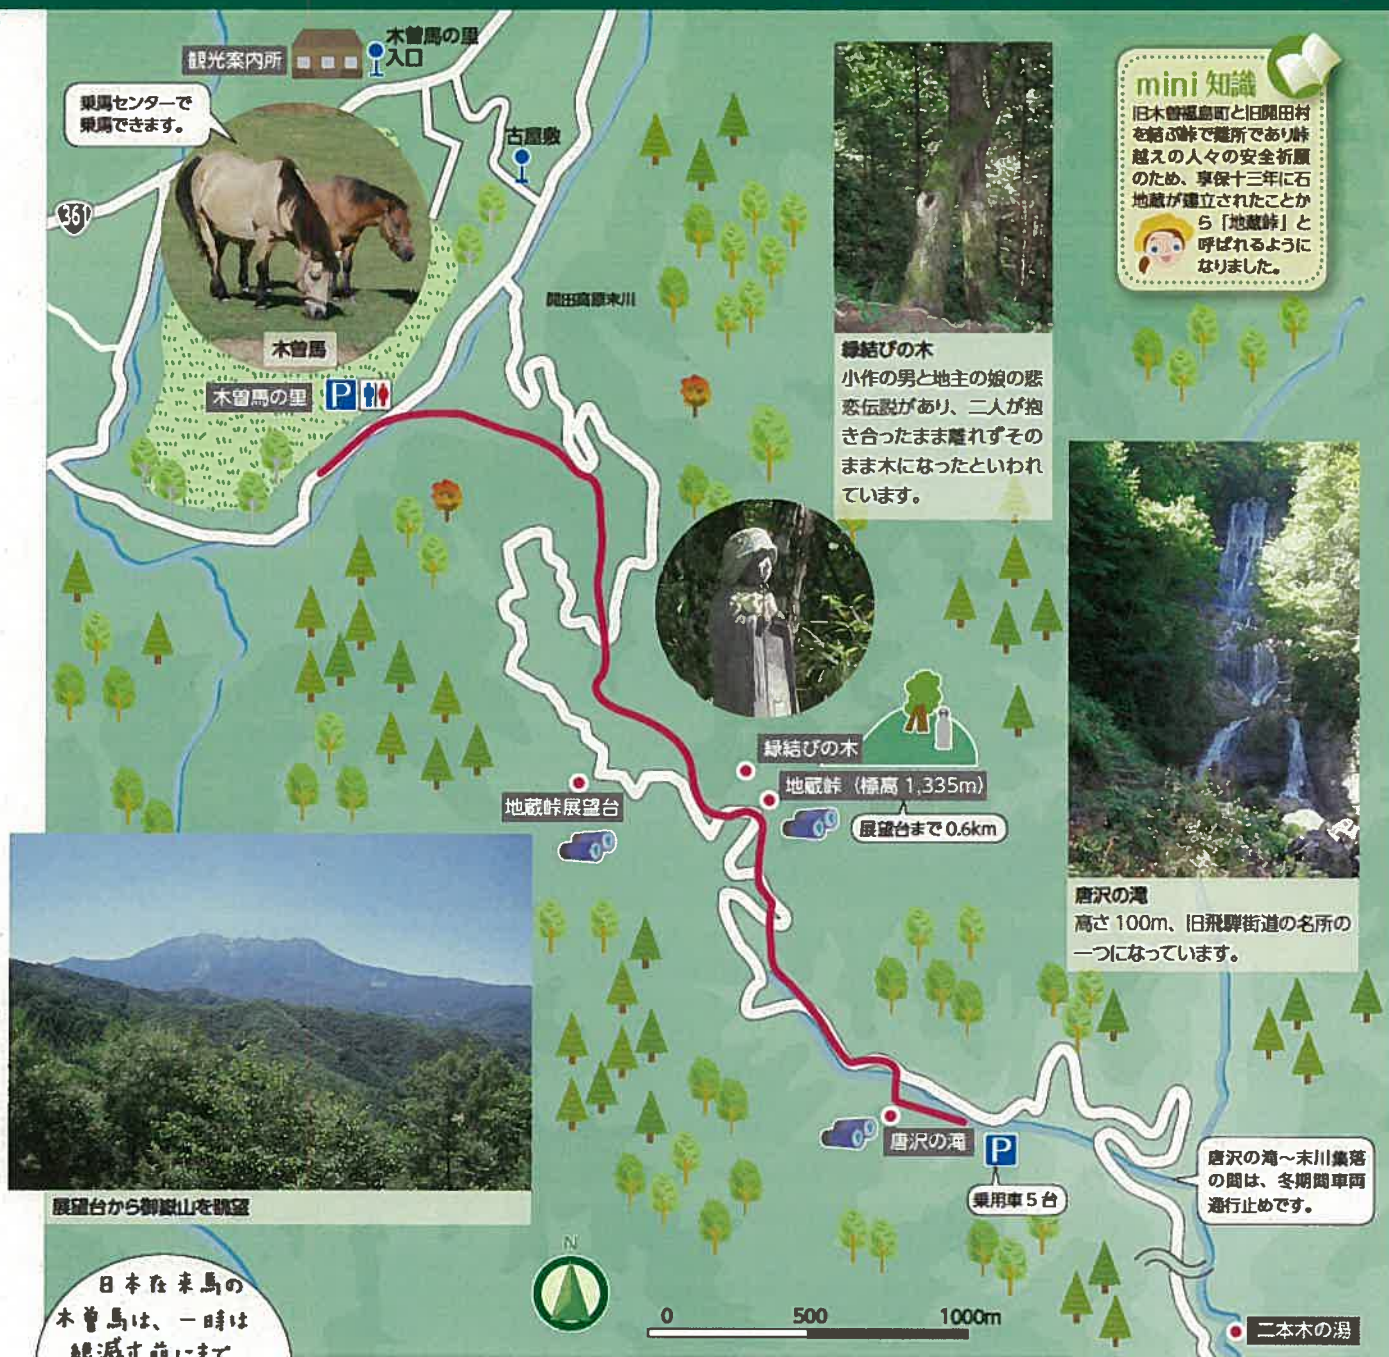 観光案内所
木曽馬の里
入口
乗馬センターで
乗馬できます。
古屋敷
361
開田高原末川
木曽馬
木曽馬の里
P
mini 知識
旧木曽福島町と旧開田村
を結ぶ峠で難所であり峠
越えの人々の安全祈願
のため、享保十三年に石
地蔵が建立されたことか
ら「地蔵峠」と
呼ばれるように
なりました。
縁結びの木
小作の男と地主の娘の悲
恋伝説があり、二人が抱
き合ったまま離れずその
まま木になったといわれ
ています。
縁結びの木
地蔵峠（標高 1,335m）
展望台まで 0.6km
地蔵峠展望台
唐沢の滝
高さ 100m、旧飛騨街道の名所の
一つになっています。
展望台から御嶽山を眺望
唐沢の滝
P
乗用車 5 台
唐沢の滝～末川集落
の間は、冬期間車両
通行止めです。
二本木の湯
N
0 500 1000m
日本在来馬の
木曽馬は、一時は
絶滅寸前にまで